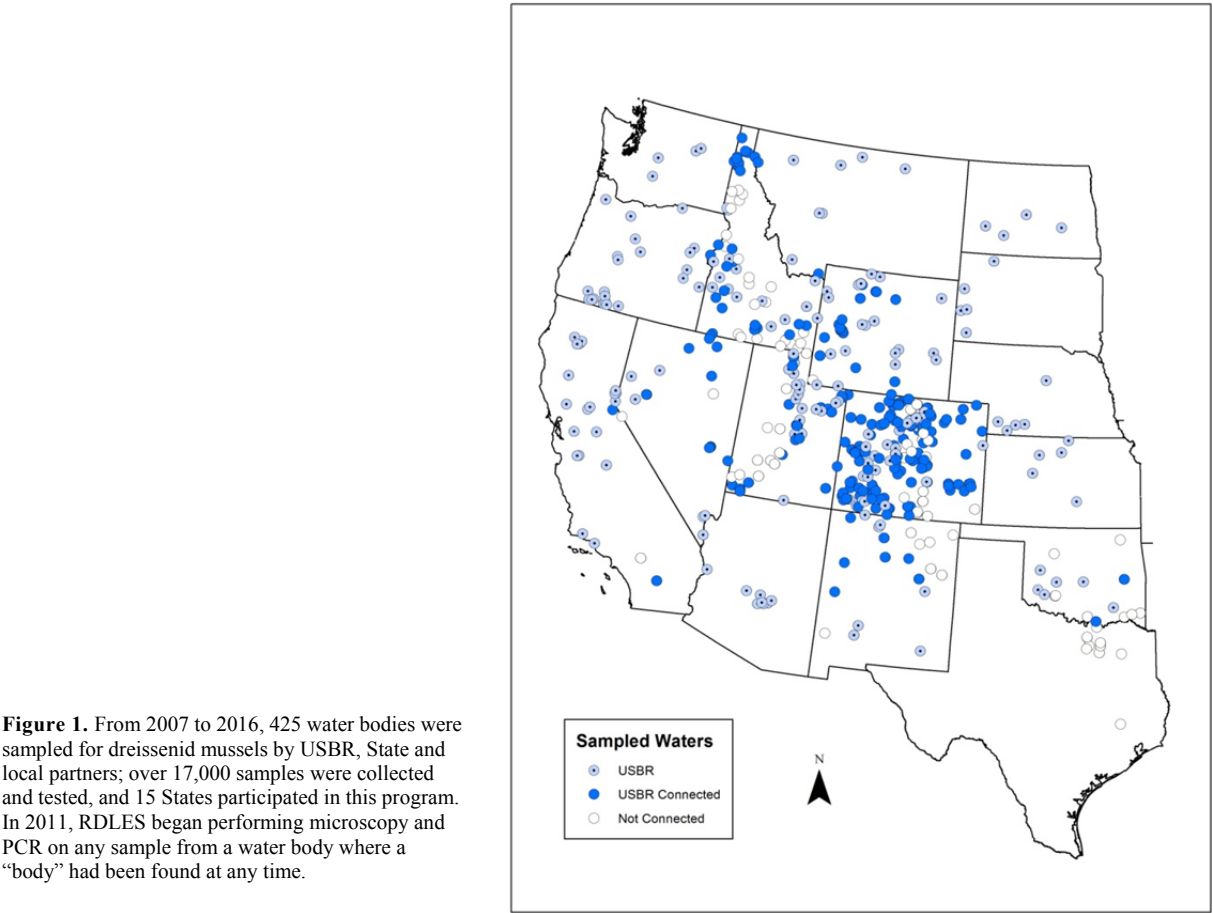 Figure 1. From 2007 to 2016, 425 water bodies were
sampled for dreissenid mussels by USBR, State and
local partners; over 17,000 samples were collected
and tested, and 15 States participated in this program.
In 2011, RDLES began performing microscopy and
PCR on any sample from a water body where a
“body” had been found at any time.
Sampled Waters
USBR
USBR Connected
Not Connected
N